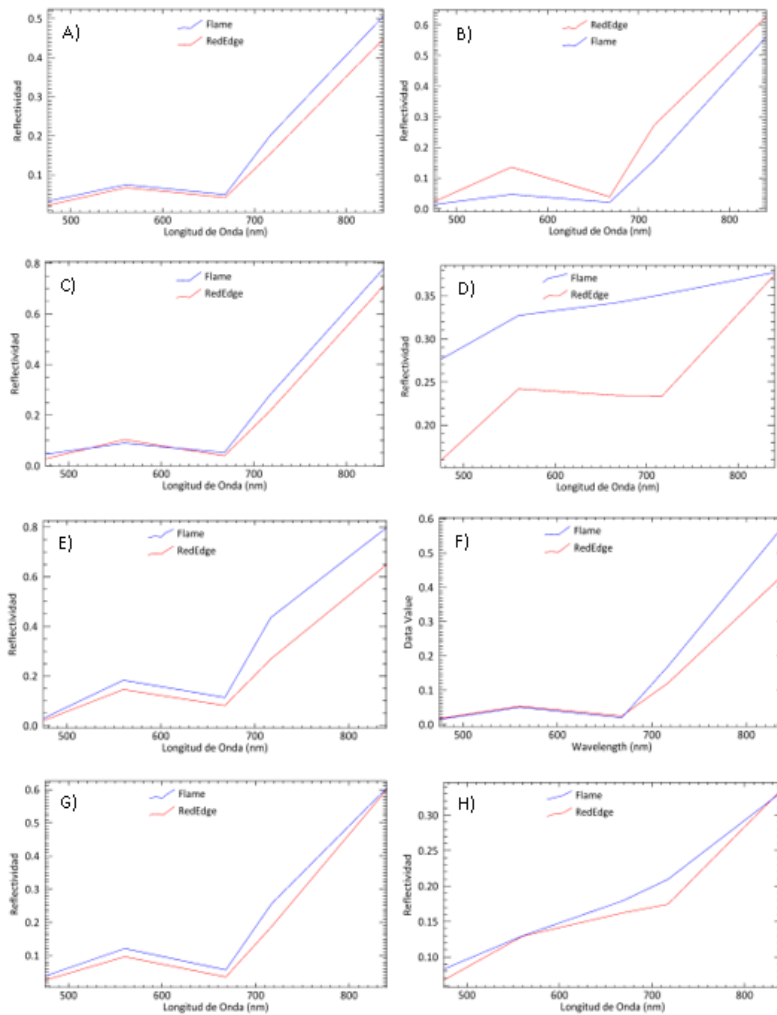 A)
Flame
RedEdge
0.5
0.4
0.3
0.2
0.1
Reflectividad
500
600
700
800
Longitud de Onda (nm)
B)
RedEdge
Flame
0.6
0.5
0.4
0.3
0.2
0.1
0.0
Reflectividad
500
600
700
800
Longitud de Onda (nm)
C)
Flame
RedEdge
0.8
0.6
0.4
0.2
0.0
Reflectividad
500
600
700
800
Longitud de Onda (nm)
D)
Flame
RedEdge
0.35
0.30
0.25
0.20
Reflectividad
500
600
700
800
Longitud de Onda (nm)
E)
Flame
RedEdge
0.8
0.6
0.4
0.2
0.0
Reflectividad
500
600
700
800
Longitud de Onda (nm)
F)
Flame
RedEdge
0.6
0.5
0.4
0.3
0.2
0.1
0.0
Data Value
500
600
700
800
Wavelength (nm)
G)
Flame
RedEdge
0.6
0.5
0.4
0.3
0.2
0.1
Reflectividad
500
600
700
800
Longitud de Onda (nm)
H)
Flame
RedEdge
0.30
0.25
0.20
0.15
0.10
Reflectividad
500
600
700
800
Longitud de Onda (nm)